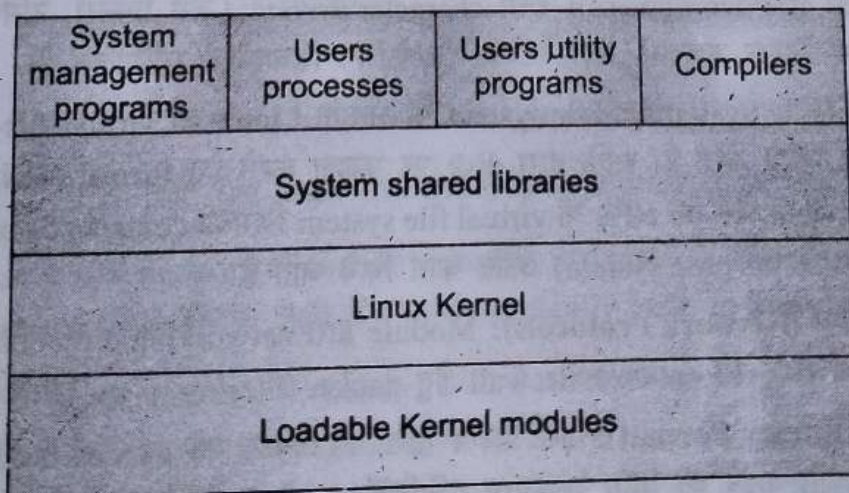 System
management
programs
Users
processes
Users utility
programs
Compilers
System shared libraries
Linux Kernel
Loadable Kernel modules